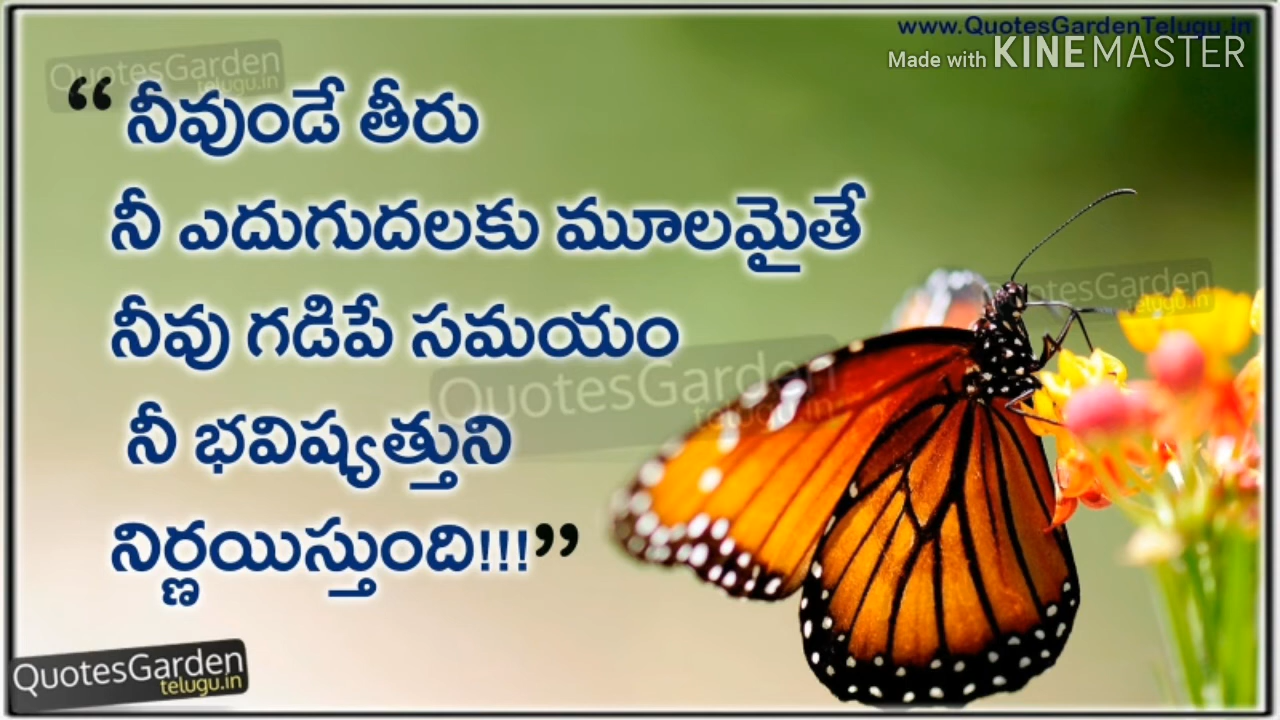 www.QuotesGardenTelugu.in
Made with KINEMASTER
QuotesGarden
telugu.in
“ నీవుండే తీరు
నీ ఎదుగుదలకు మూలమైతే
QuotesGarden
telugu.in
నీవు గడిపే సమయం
QuotesGarden
telugu.in
నీ భవిష్యత్తుని
నిర్ణయిస్తుంది!!!”
QuotesGarden
telugu.in